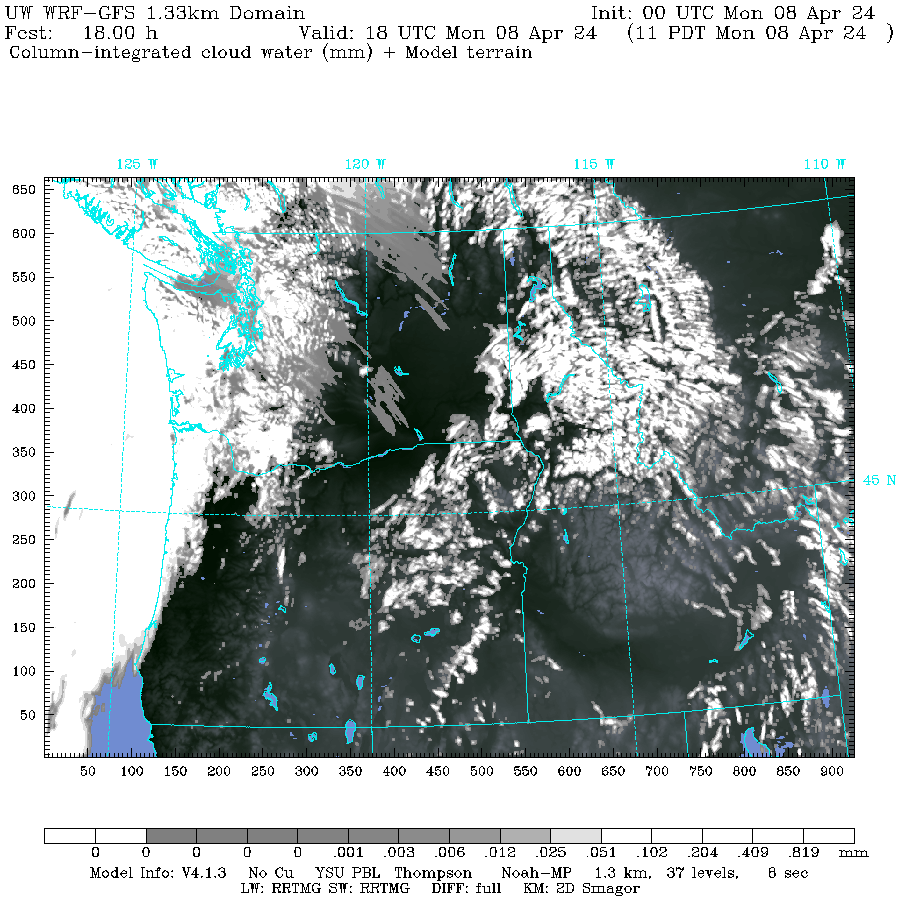 UW WRF-GFS 1.33km Domain Init: 00 UTC Mon 08 Apr 24
Fcst: 18.00 h Valid: 18 UTC Mon 08 Apr 24 (11 PDT Mon 08 Apr 24 )
Column-integrated cloud water (mm) + Model terrain
125 W 120 W 115 W 110 W
650
600
550
500
450
400
350
45 N
300
250
200
150
100
50
50 100 150 200 250 300 350 400 450 500 550 600 650 700 750 800 850 900
0 0 0 0 .001 .003 .006 .012 .025 .051 .102 .204 .409 .819 mm
Model Info: V4.1.3 No Cu YSU PBL Thompson Noah-MP 1.3 km, 37 levels, 8 sec
LW: RRTMG SW: RRTMG DIFF: full KM: 2D Smagor